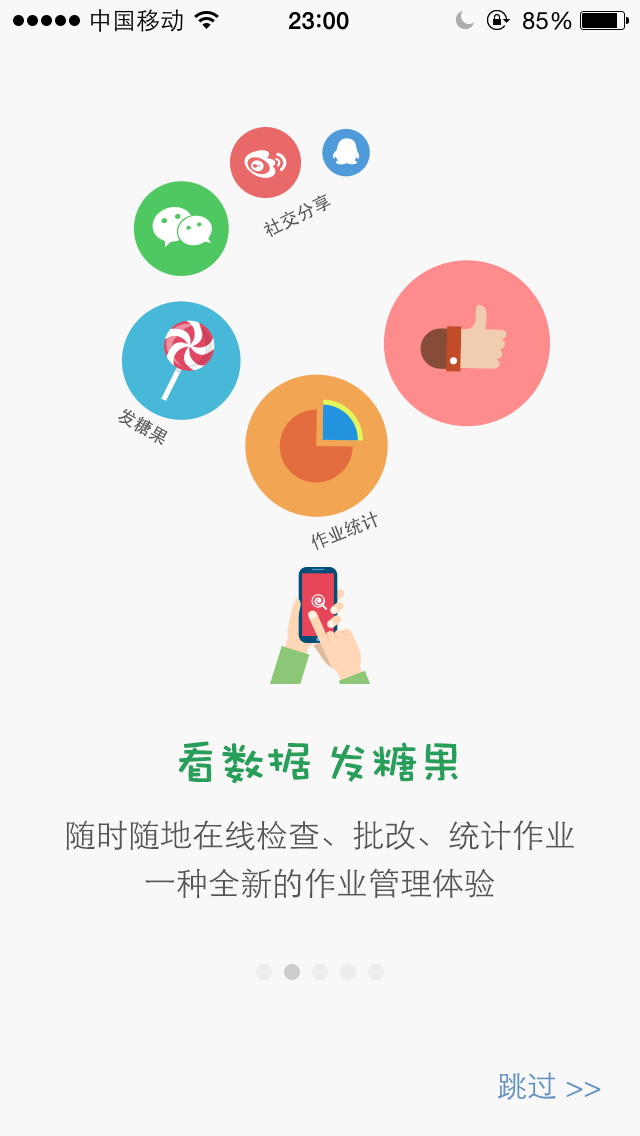 中国移动 23:00 85%
社交分享
发糖果
作业统计
看数据 发糖果
随时随地在线检查、批改、统计作业
一种全新的作业管理体验
跳过 >>